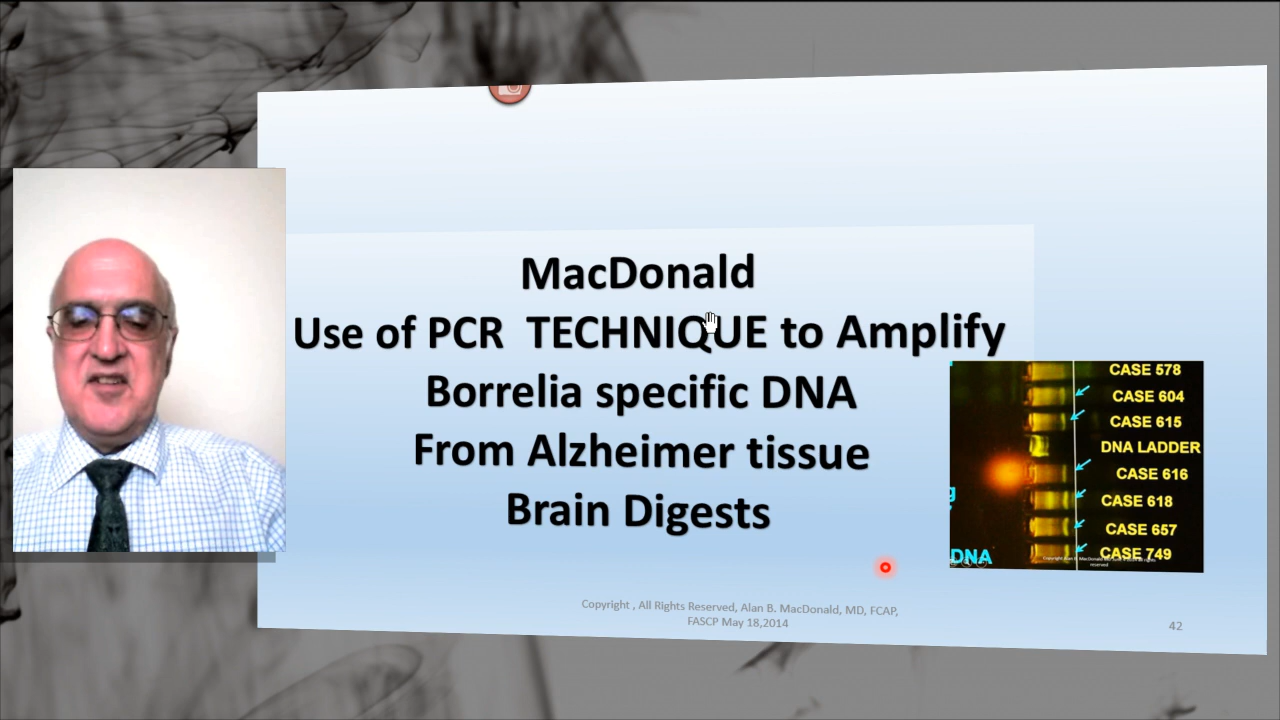 MacDonald
Use of PCR TECHNIQUE to Amplify
Borrelia specific DNA
From Alzheimer tissue
Brain Digests
CASE 578
CASE 604
CASE 615
DNA LADDER
CASE 616
CASE 618
CASE 657
CASE 749
DNA
Copyright , All Rights Reserved, Alan B. MacDonald, MD, FCAP,
FASCP May 18,2014
42